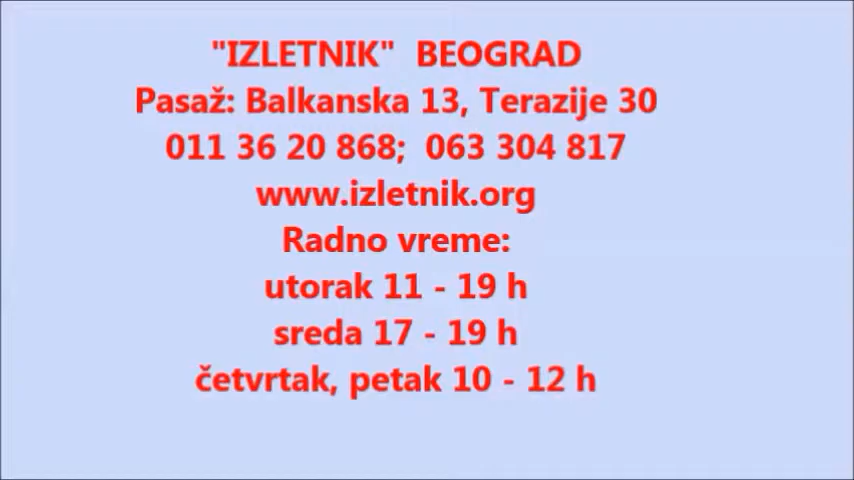 "IZLETNIK" BEOGRAD
Pasaž: Balkanska 13, Terazije 30
011 36 20 868; 063 304 817
www.izletnik.org
Radno vreme:
utorak 11 - 19 h
sreda 17 - 19 h
četvrtak, petak 10 - 12 h